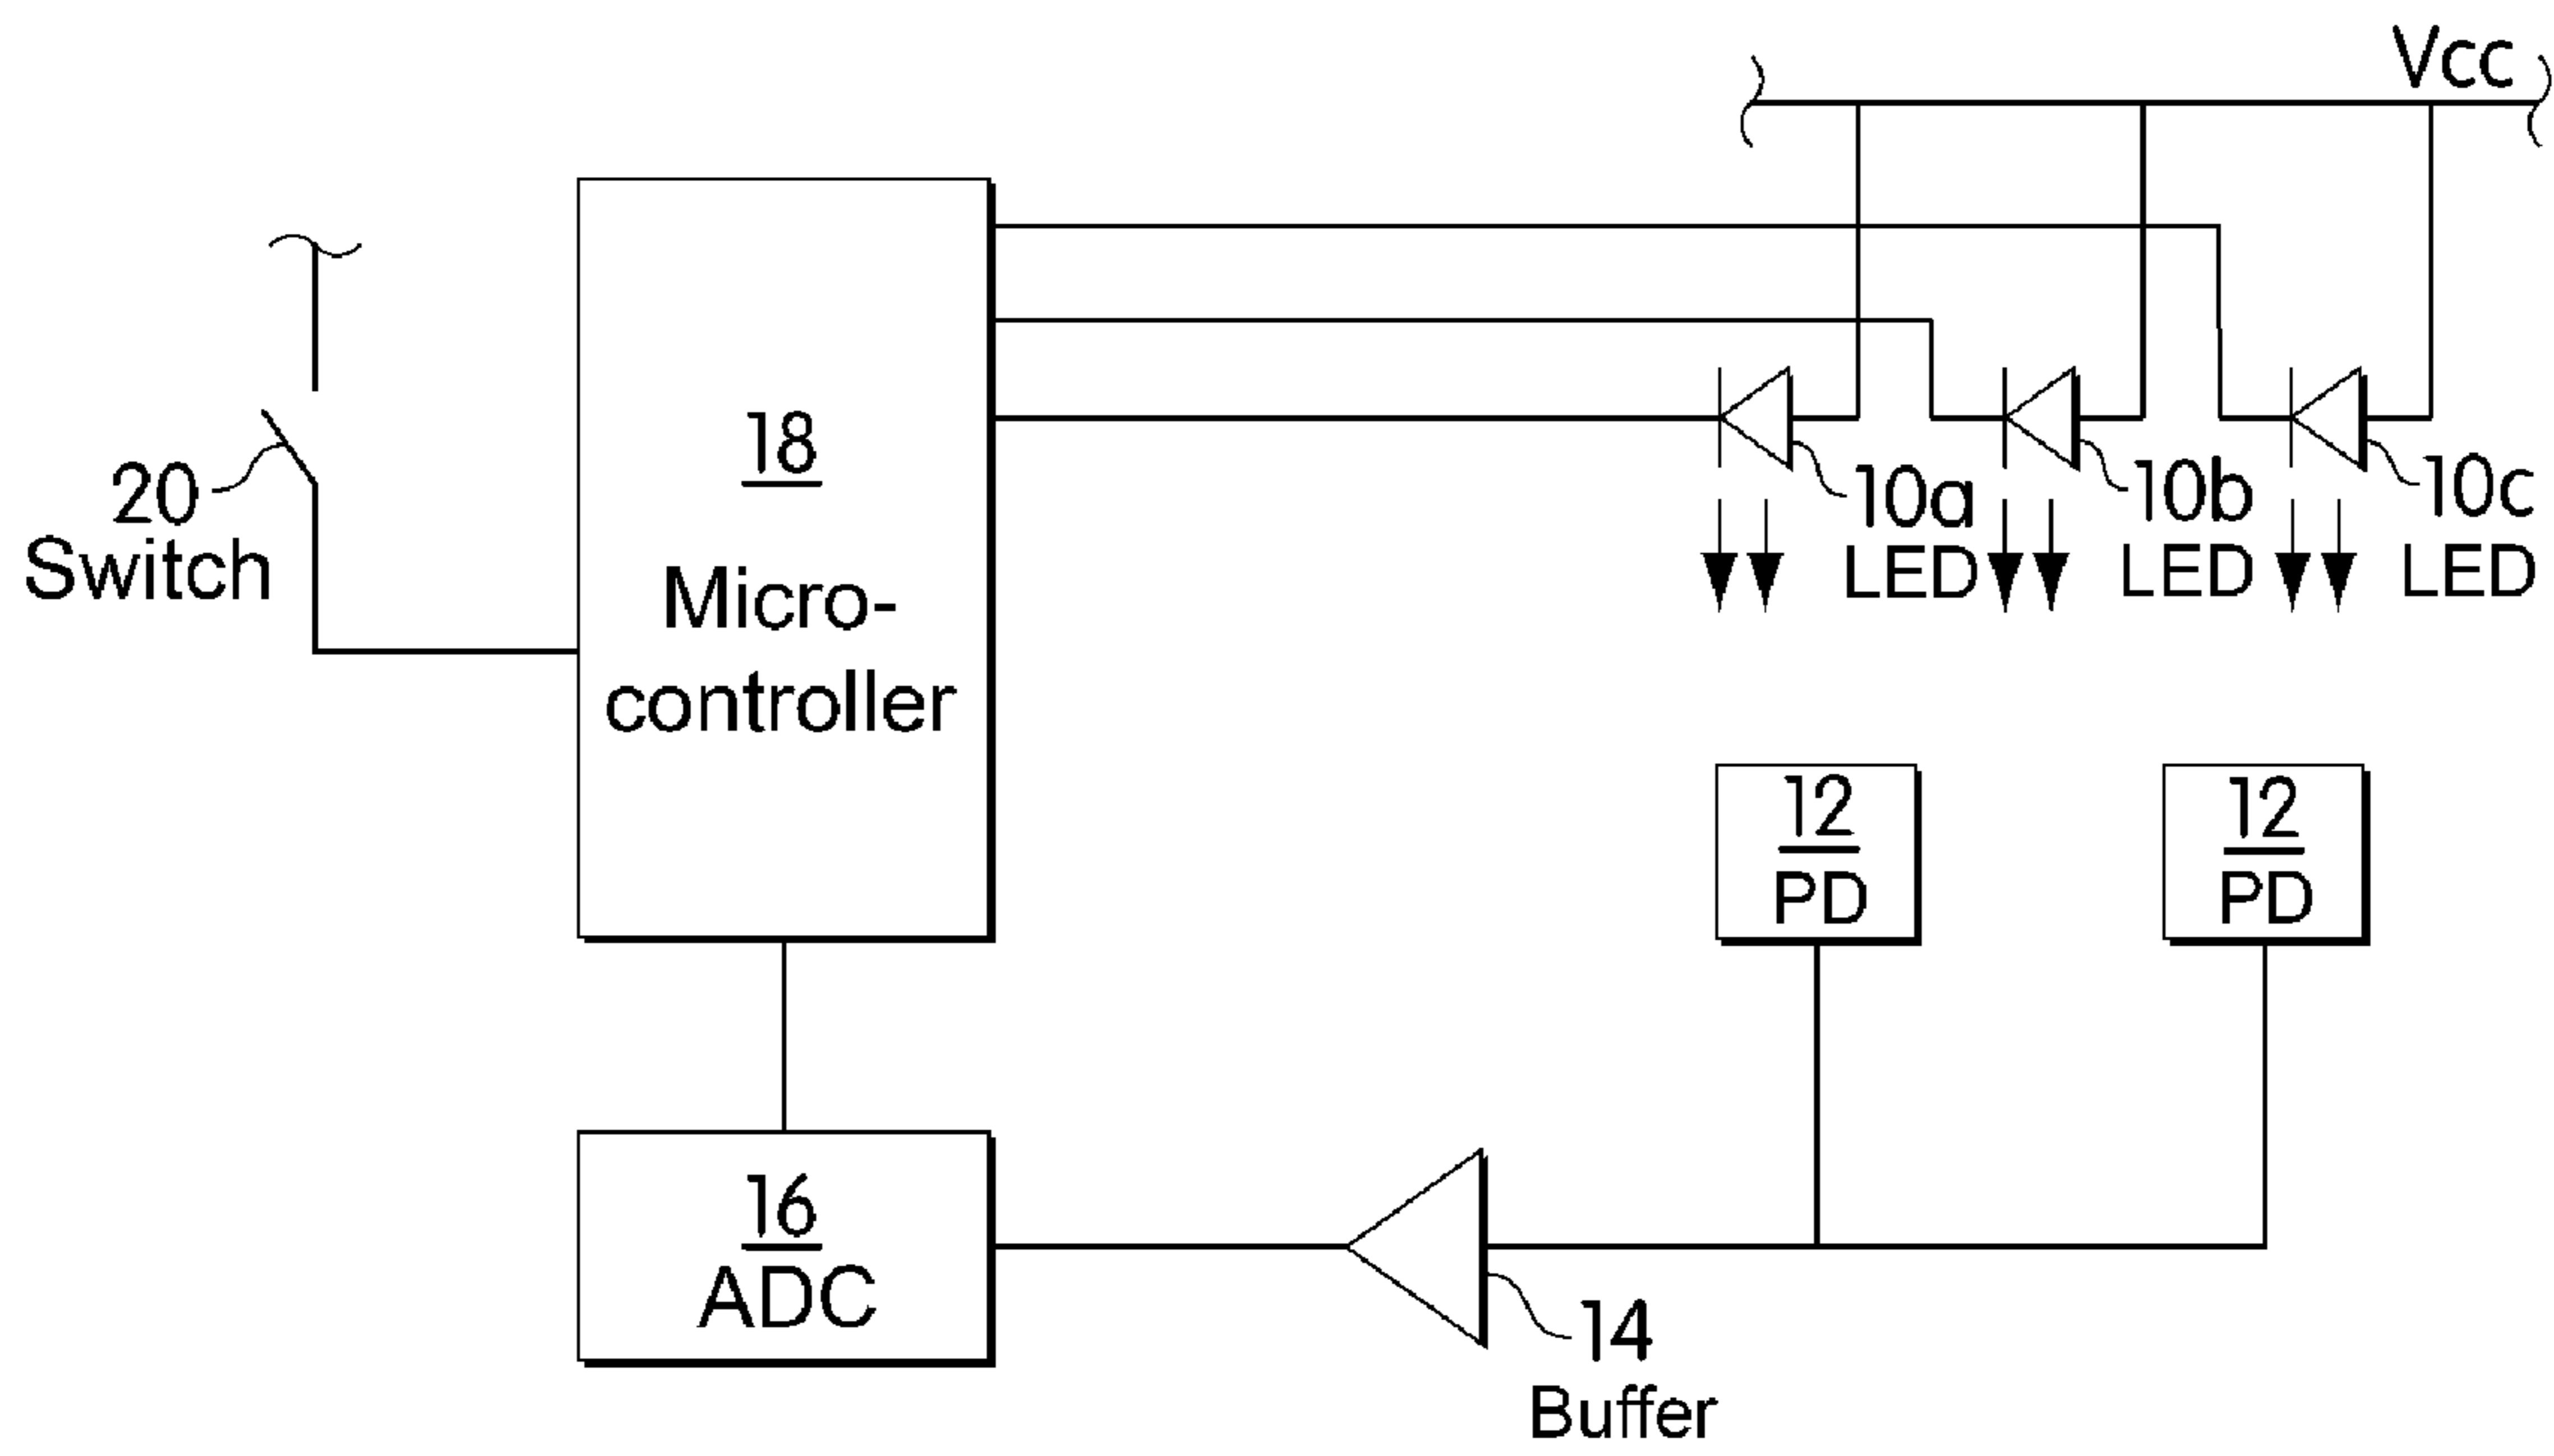 Vcc
18
Micro-
controller
20
Switch
10a
LED
10b
LED
10c
LED
12
PD
12
PD
16
ADC
14
Buffer